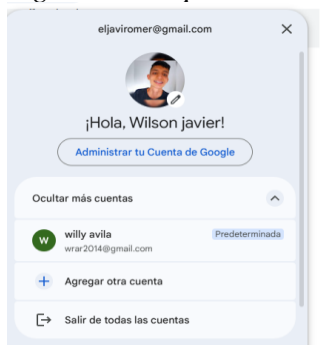 eljaviromer@gmail.com
¡Hola, Wilson javier!
Administrar tu Cuenta de Google
Ocultar más cuentas
W
willy avila
Predeterminada
wrar2014@gmail.com
Agregar otra cuenta
Salir de todas las cuentas